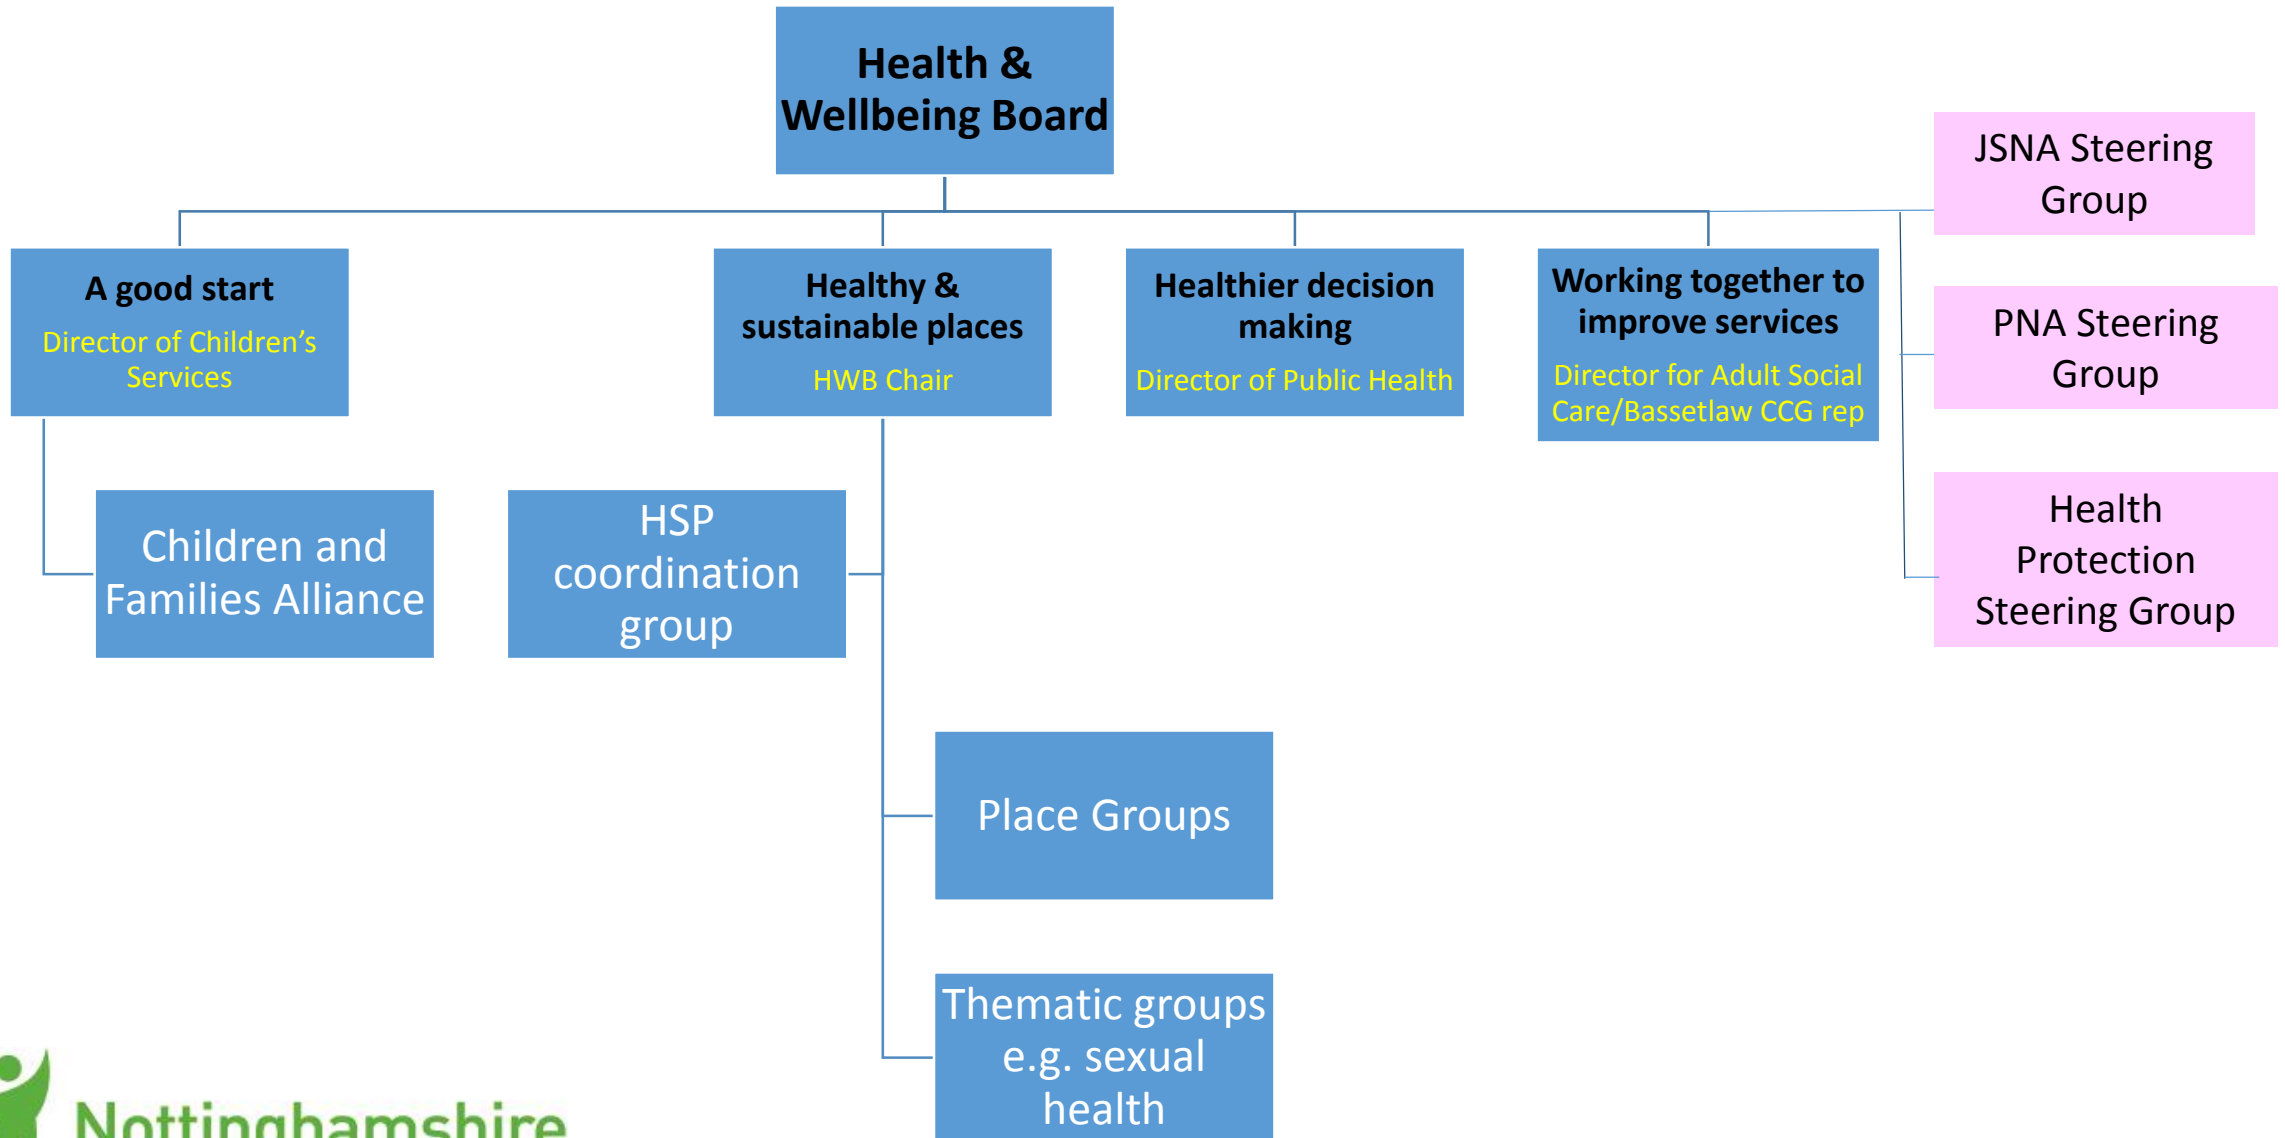 Health &
Wellbeing Board
JSNA Steering
Group
A good start
Director of Children's
Services
Healthy &
sustainable places
HWB Chair
Healthier decision
making
Director of Public Health
Working together to
improve services
Director for Adult Social
Care/Bassetlaw CCG rep
PNA Steering
Group
Children and
Families Alliance
HSP
coordination
group
Health
Protection
Steering Group
Place Groups
Thematic groups
e.g. sexual
health
Nottinghamshire